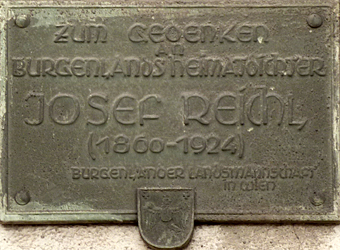 ZUM GEDENKEN
AN
BURGENLANDS HEIMATDICHTER
JOSEF REICHL
(1860-1924)
BURGENLÄNDER LANDSMANNSCHAFT
IN WIEN